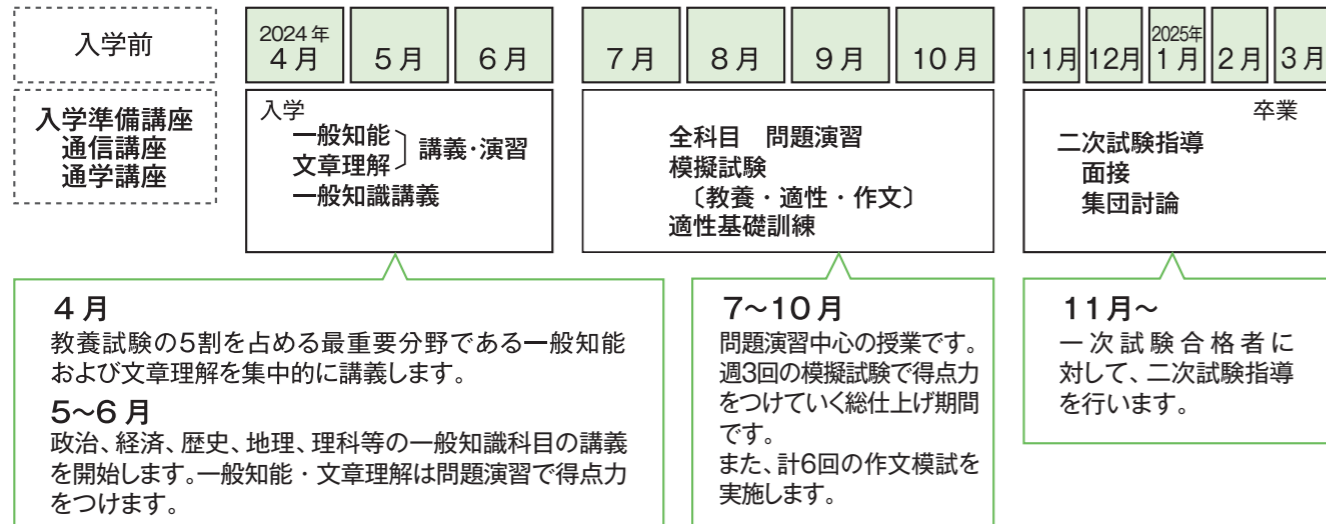 入学前
2024年
4月
5月
6月
7月
8月
9月
10月
11月
12月
2025年
1月
2月
3月
入学準備講座
通信講座
通学講座
入学
一般知能
文章理解
講義・演習
一般知識講義
全科目 問題演習
模擬試験
〔教養・適性・作文〕
適性基礎訓練
卒業
二次試験指導
面接
集団討論
4月
教養試験の5割を占める最重要分野である一般知能
および文章理解を集中的に講義します。
5〜6月
政治、経済、歴史、地理、理科等の一般知識科目の講義
を開始します。一般知能・文章理解は問題演習で得点力
をつけます。
7〜10月
問題演習中心の授業です。
週3回の模擬試験で得点力
をつけていく総仕上げ期間
です。
また、計6回の作文模試を
実施します。
11月〜
一次試験合格者に
対して、二次試験指導
を行います。